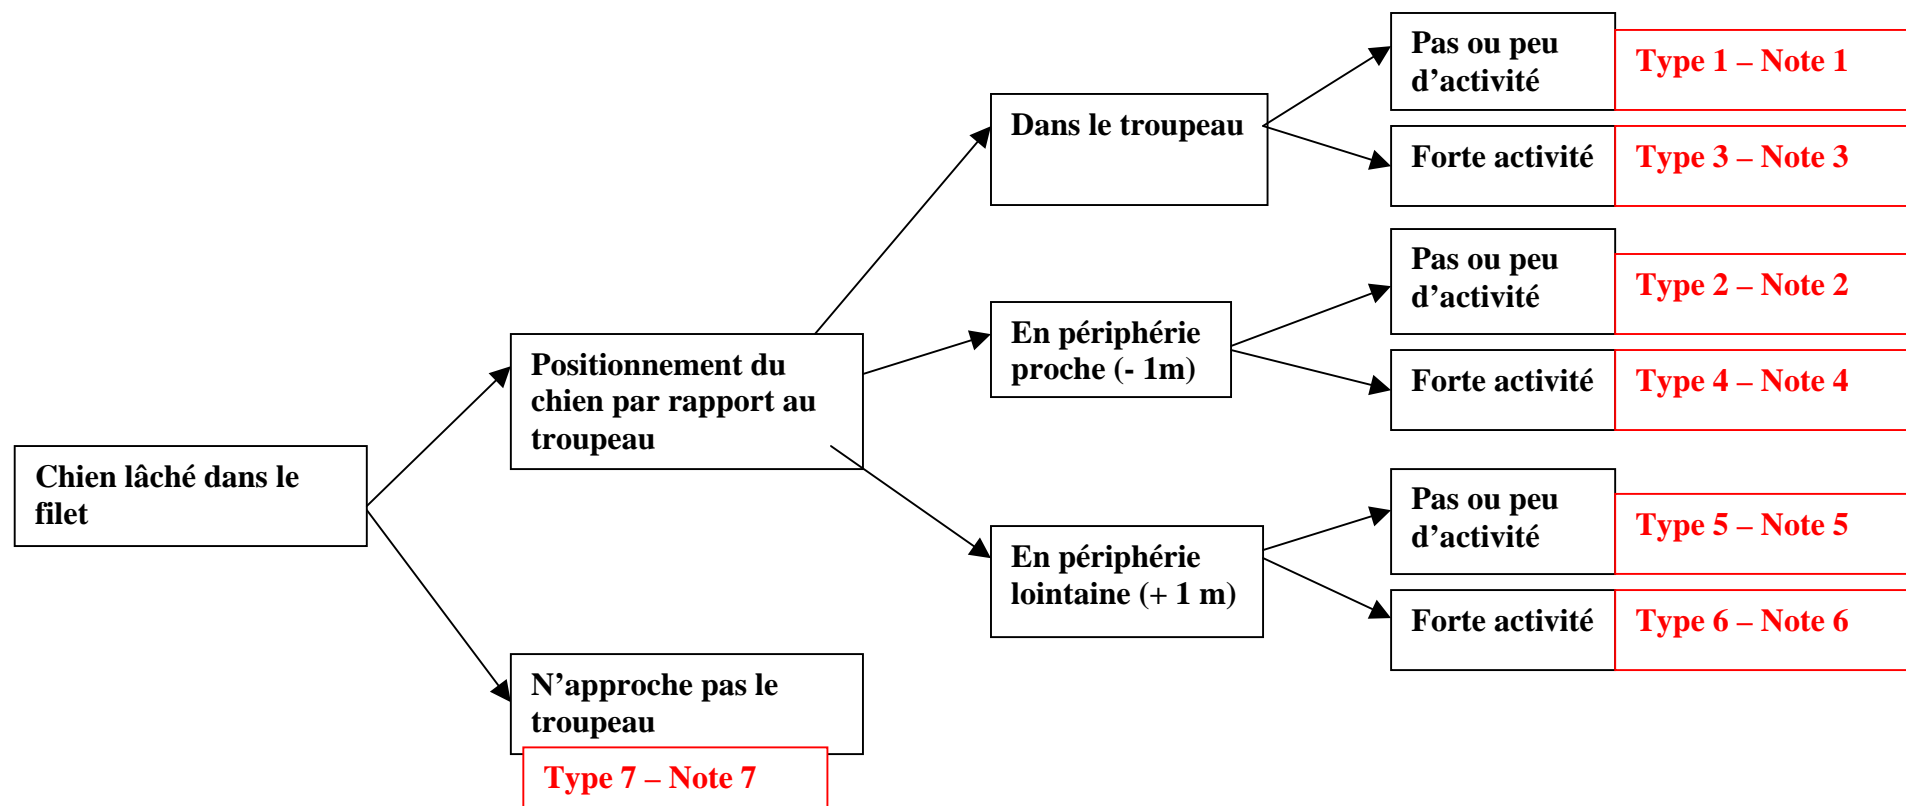 Pas ou peu
d’activité
Type 1 – Note 1
Dans le troupeau
Forte activité
Type 3 – Note 3
Pas ou peu
d’activité
Type 2 – Note 2
En périphérie
proche (- 1m)
Forte activité
Type 4 – Note 4
Positionnement du
chien par rapport au
troupeau
Chien lâché dans le
filet
Pas ou peu
d’activité
Type 5 – Note 5
En périphérie
lointaine (+ 1 m)
Forte activité
Type 6 – Note 6
N’approche pas le
troupeau
Type 7 – Note 7